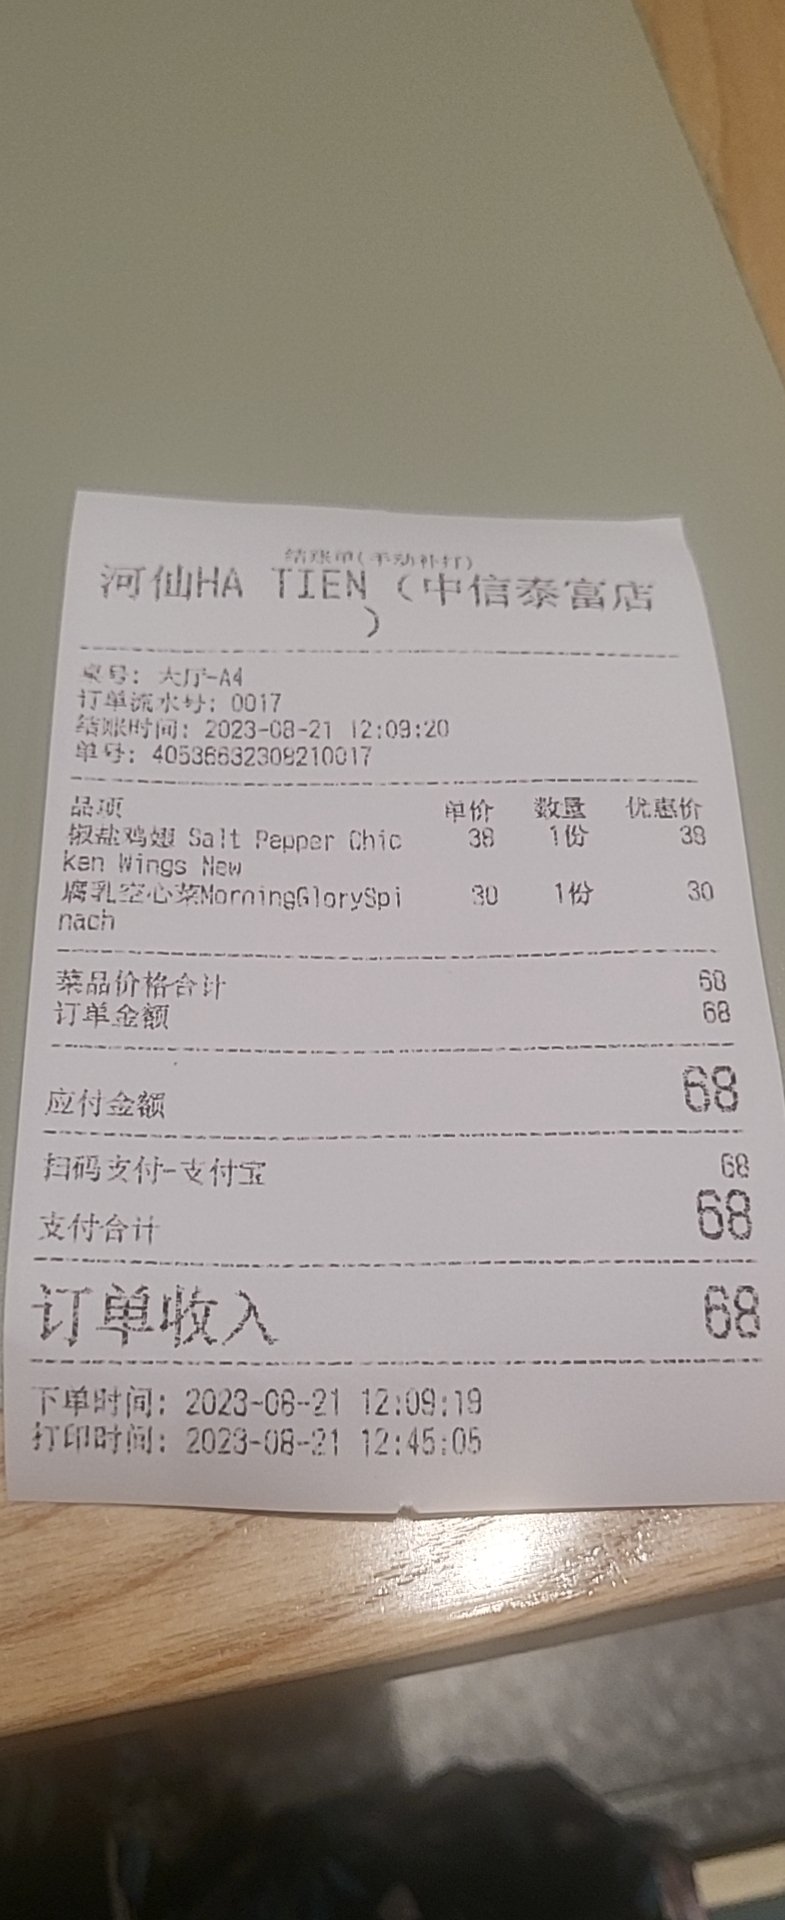 结账单(手动补打)
河仙HA TIEN (中信泰富店
)
桌号: 大厅-A4
订单流水号: 0017
结账时间: 2023-08-21 12:09:20
单号: 40536632308210017
品项 单价 数量 优惠价
椒盐鸡翅 Salt Pepper Chic 38 1份 38
ken Wings New
腐乳空心菜MorningGlorySpi 30 1份 30
nach
菜品价格合计 68
订单金额 68
应付金额 68
扫码支付-支付宝 68
支付合计 68
订单收入 68
下单时间: 2023-08-21 12:09:19
打印时间: 2023-08-21 12:45:05